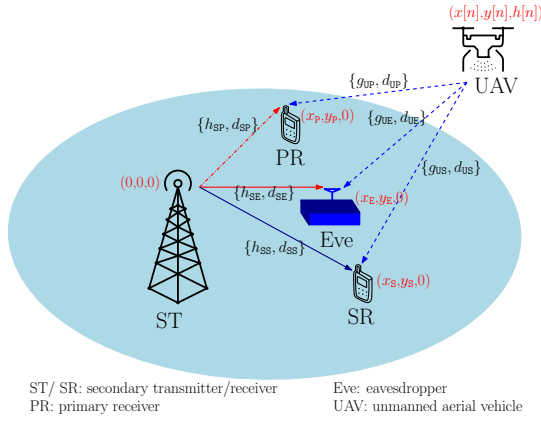 (x[n],y[n],h[n])
UAV
{g_UP, d_UP}
{h_SP, d_SP}
(x_P,y_P,0)
{g_UE, d_UE}
PR
{g_US, d_US}
(0,0,0)
{h_SE, d_SE}
(x_E,y_E,0)
Eve
{h_SS, d_SS}
(x_S,y_S,0)
ST
SR
ST/ SR: secondary transmitter/receiver
Eve: eavesdropper
PR: primary receiver
UAV: unmanned aerial vehicle